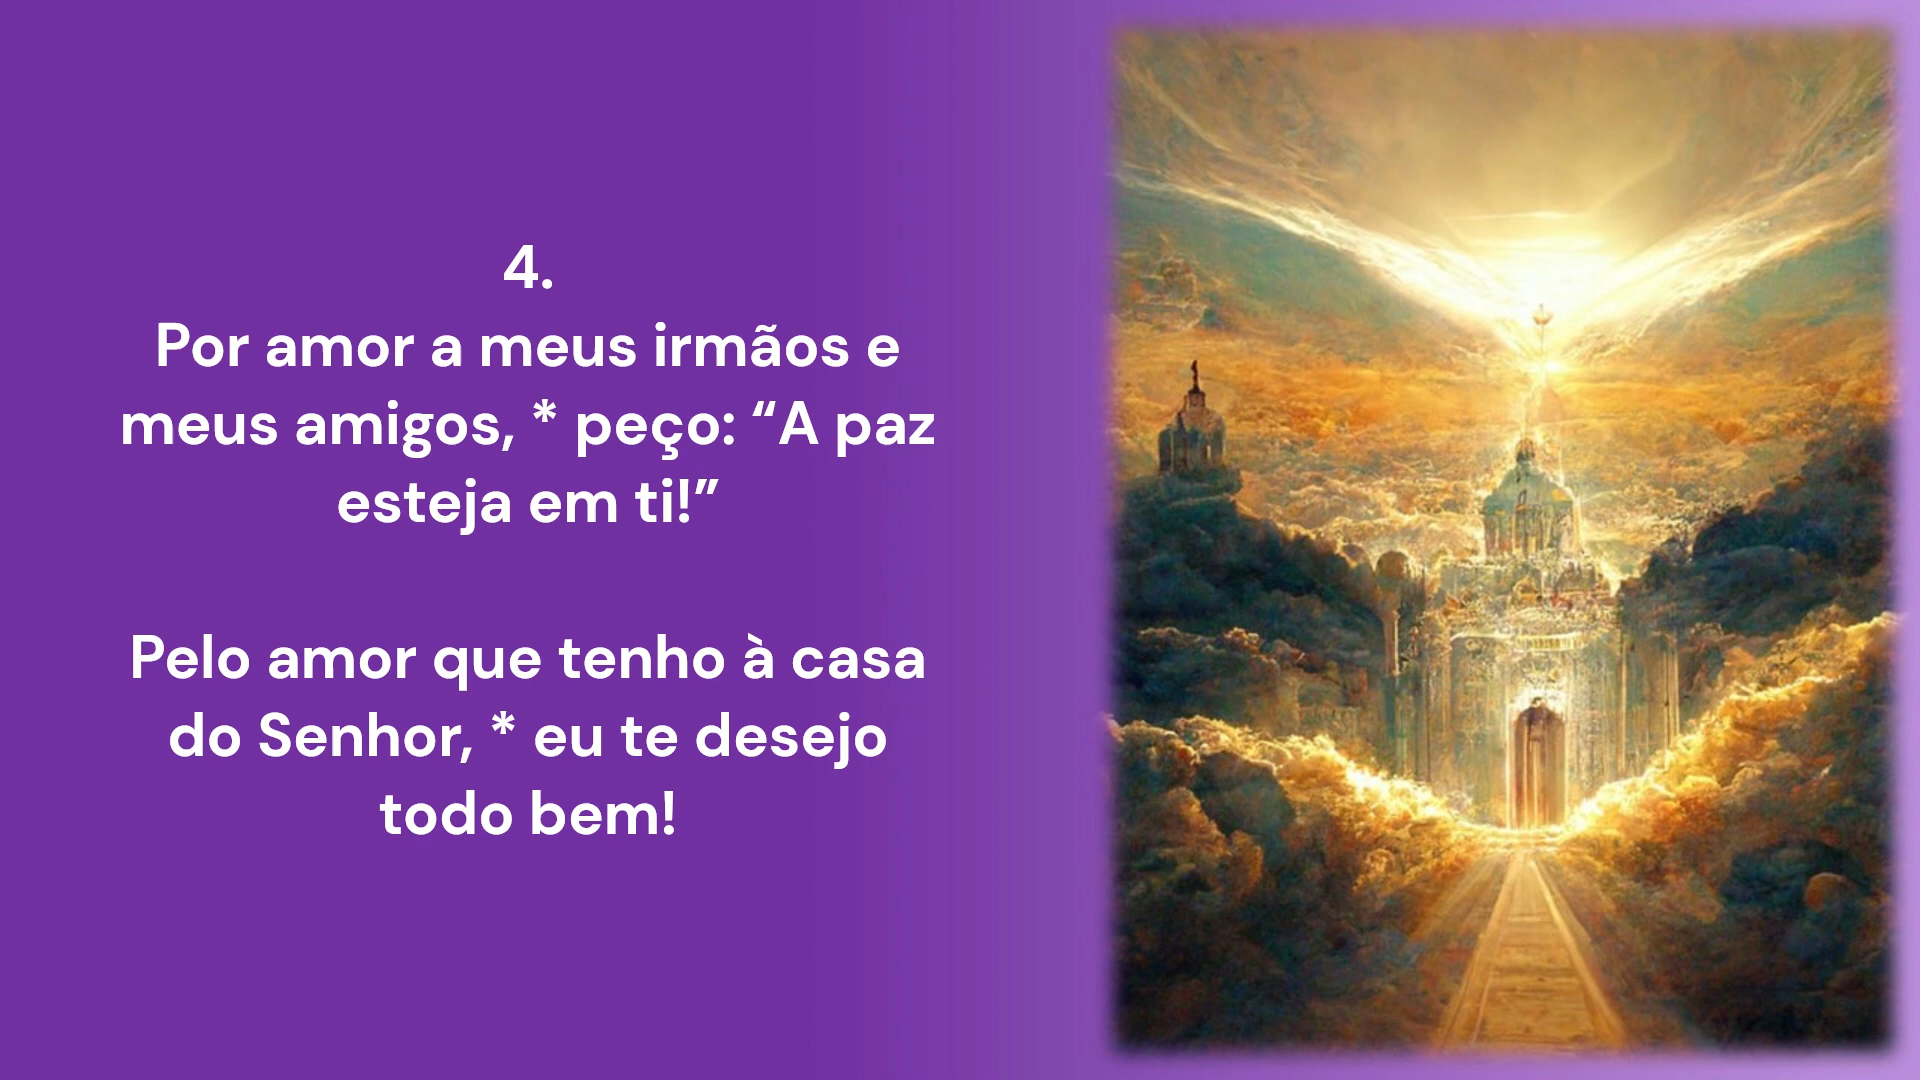 4.
Por amor a meus irmãos e
meus amigos, * peço: “A paz
esteja em ti!”
Pelo amor que tenho à casa
do Senhor, * eu te desejo
todo bem!